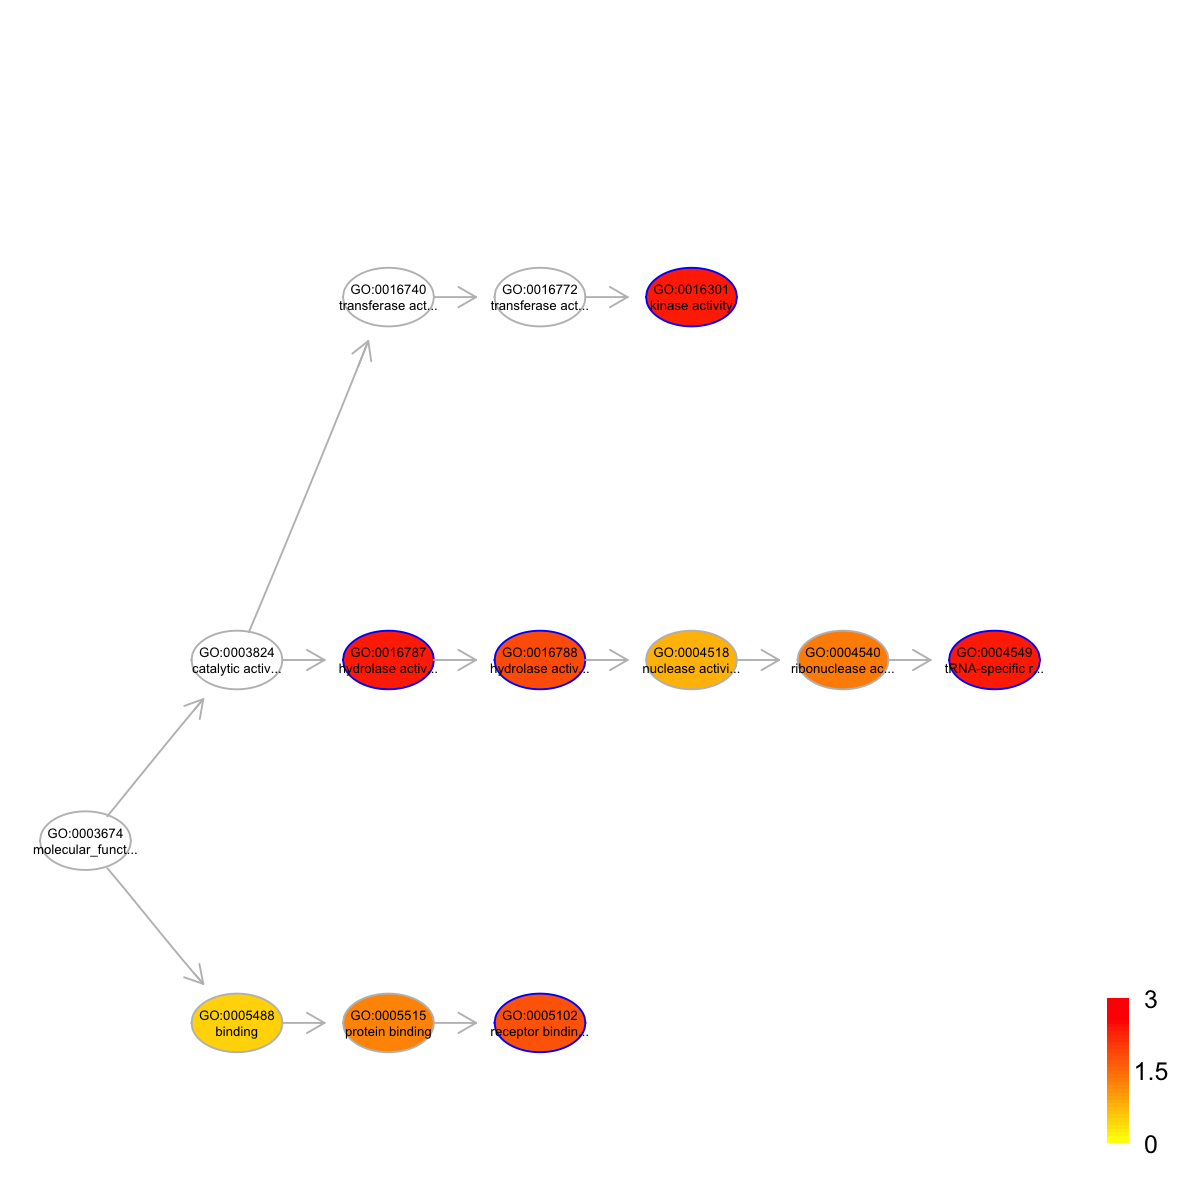 GO:0016740
transferase act...
GO:0016772
transferase act...
GO:0016301
kinase activity
GO:0003824
catalytic activ...
GO:0016787
hydrolase activ...
GO:0016788
hydrolase activ...
GO:0004518
nuclease activi...
GO:0004540
ribonuclease ac...
GO:0004549
tRNA-specific r...
GO:0003674
molecular_funct...
GO:0005488
binding
GO:0005515
protein binding
GO:0005102
receptor bindin...
3
1.5
0